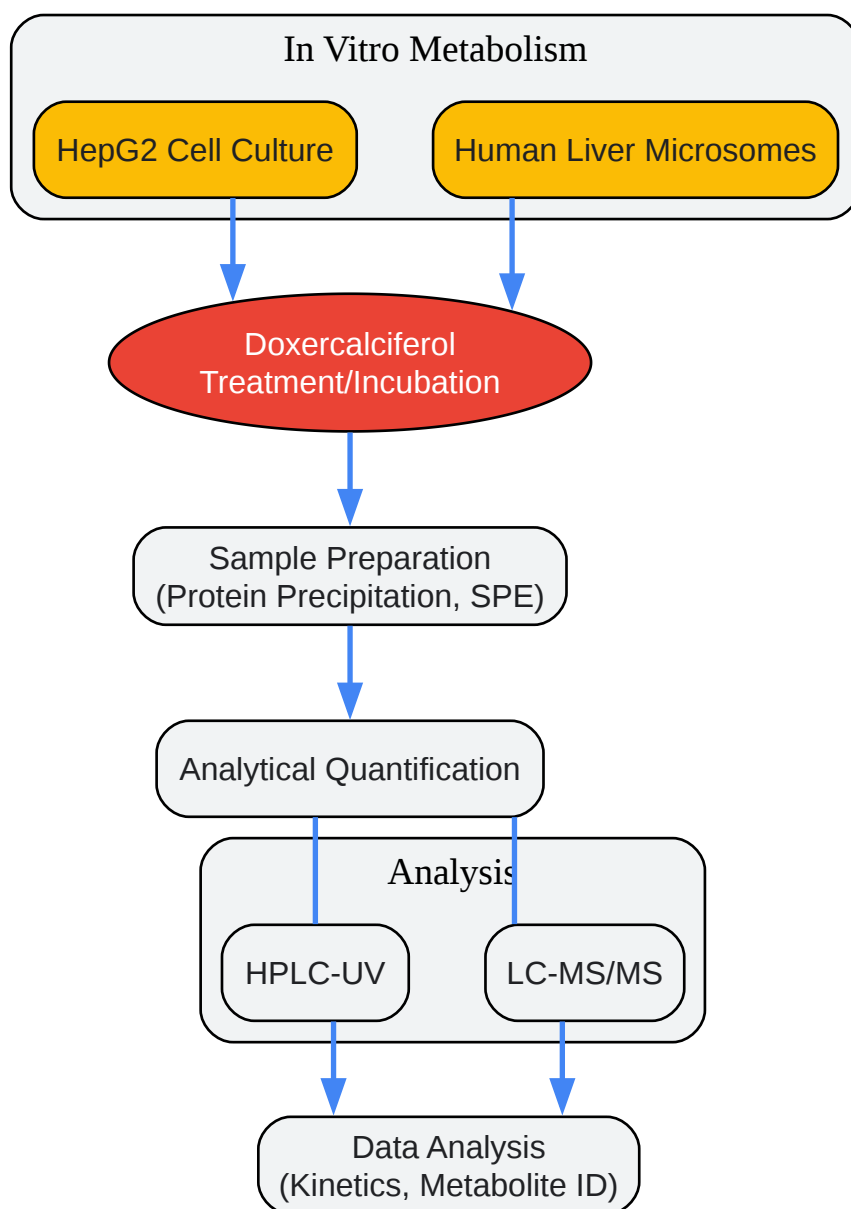 In Vitro Metabolism
HepG2 Cell Culture
Human Liver Microsomes
Doxercalciferol
Treatment/Incubation
Sample Preparation
(Protein Precipitation, SPE)
Analytical Quantification
Analysis
HPLC-UV
LC-MS/MS
Data Analysis
(Kinetics, Metabolite ID)